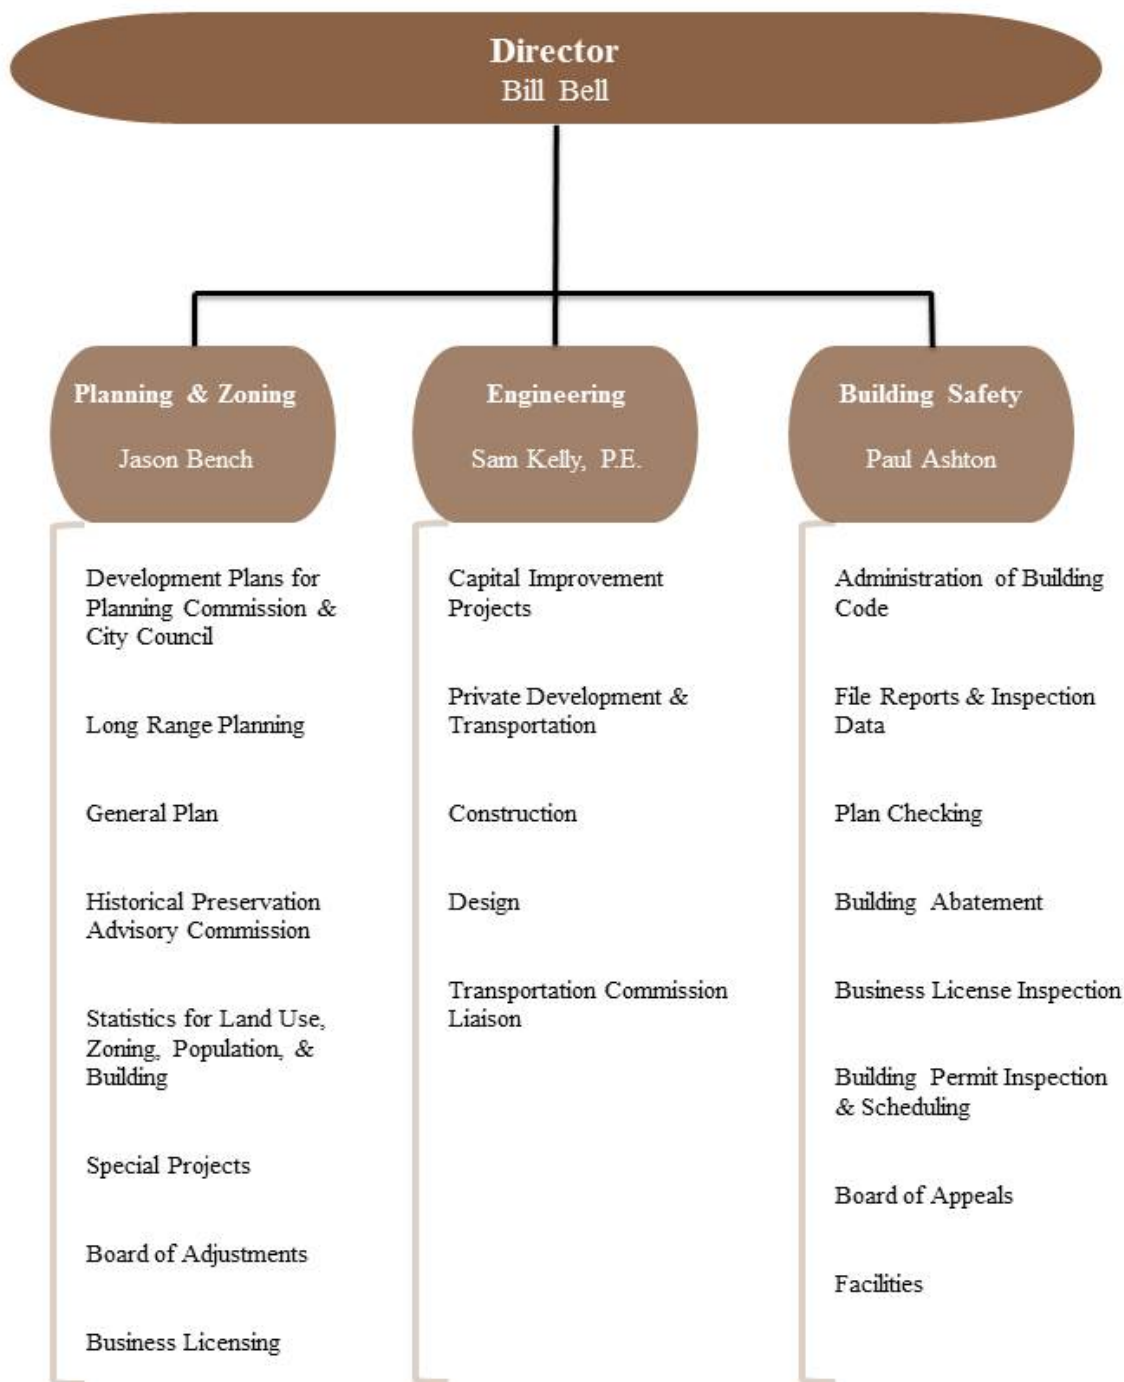 Director
Bill Bell
Planning & Zoning
Jason Bench
Development Plans for
Planning Commission &
City Council
Long Range Planning
General Plan
Historical Preservation
Advisory Commission
Statistics for Land Use,
Zoning, Population, &
Building
Special Projects
Board of Adjustments
Business Licensing
Engineering
Sam Kelly, P.E.
Capital Improvement
Projects
Private Development &
Transportation
Construction
Design
Transportation Commission
Liaison
Building Safety
Paul Ashton
Administration of Building
Code
File Reports & Inspection
Data
Plan Checking
Building Abatement
Business License Inspection
Building Permit Inspection
& Scheduling
Board of Appeals
Facilities